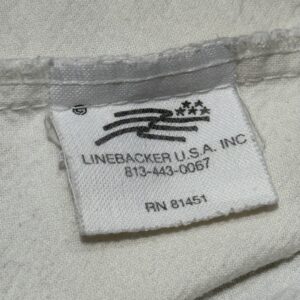 LINEBACKER U.S.A. INC
813-443-0067
RN 81451